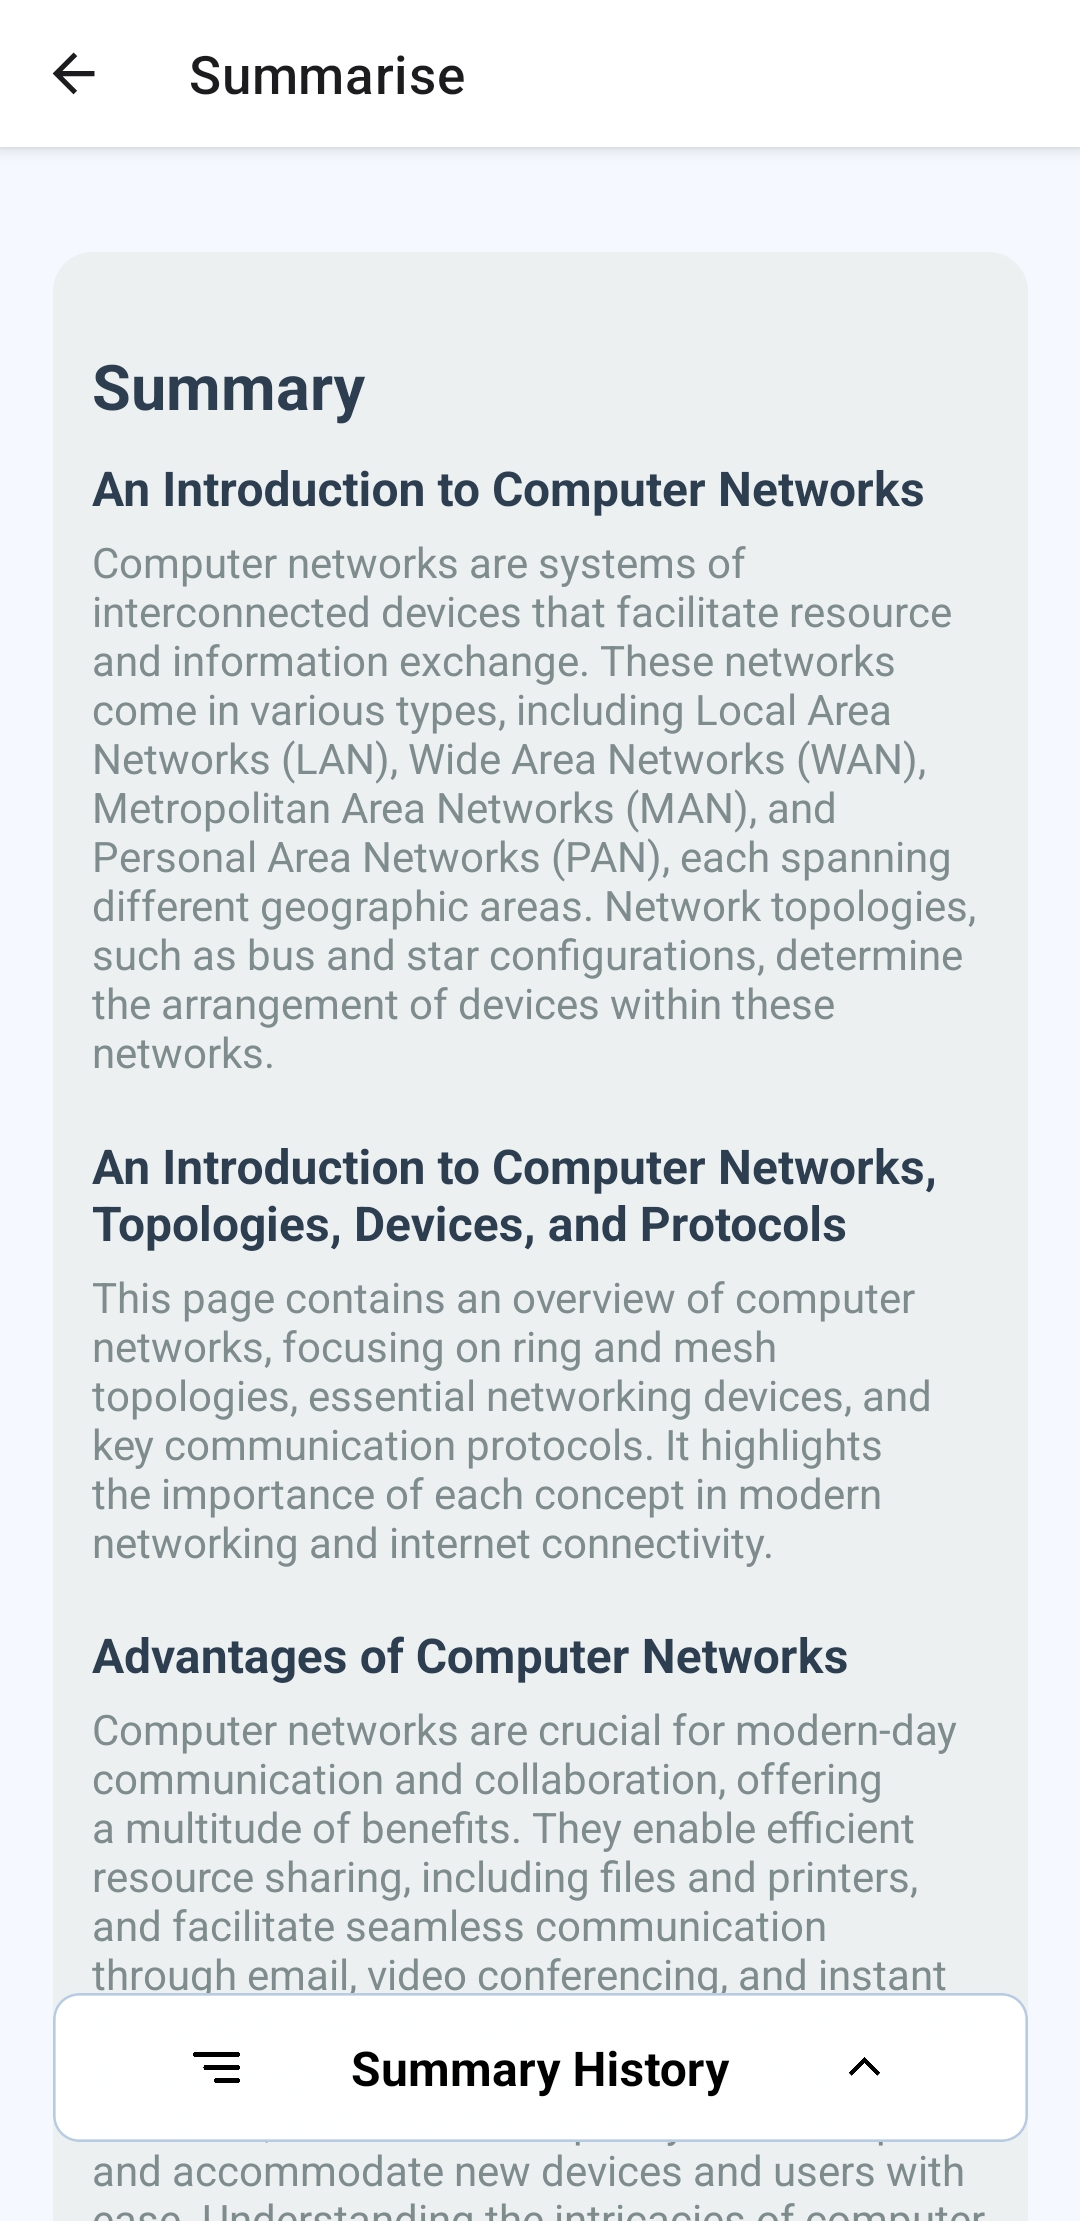 Summarise
Summary
An Introduction to Computer Networks
Computer networks are systems of
interconnected devices that facilitate resource
and information exchange. These networks
come in various types, including Local Area
Networks (LAN), Wide Area Networks (WAN),
Metropolitan Area Networks (MAN), and
Personal Area Networks (PAN), each spanning
different geographic areas. Network topologies,
such as bus and star configurations, determine
the arrangement of devices within these
networks.
An Introduction to Computer Networks,
Topologies, Devices, and Protocols
This page contains an overview of computer
networks, focusing on ring and mesh
topologies, essential networking devices, and
key communication protocols. It highlights
the importance of each concept in modern
networking and internet connectivity.
Advantages of Computer Networks
Computer networks are crucial for modern-day
communication and collaboration, offering
a multitude of benefits. They enable efficient
resource sharing, including files and printers,
and facilitate seamless communication
through email, video conferencing, and instant
Summary History
and accommodate new devices and users with
ease. Understanding the intricacies of computer